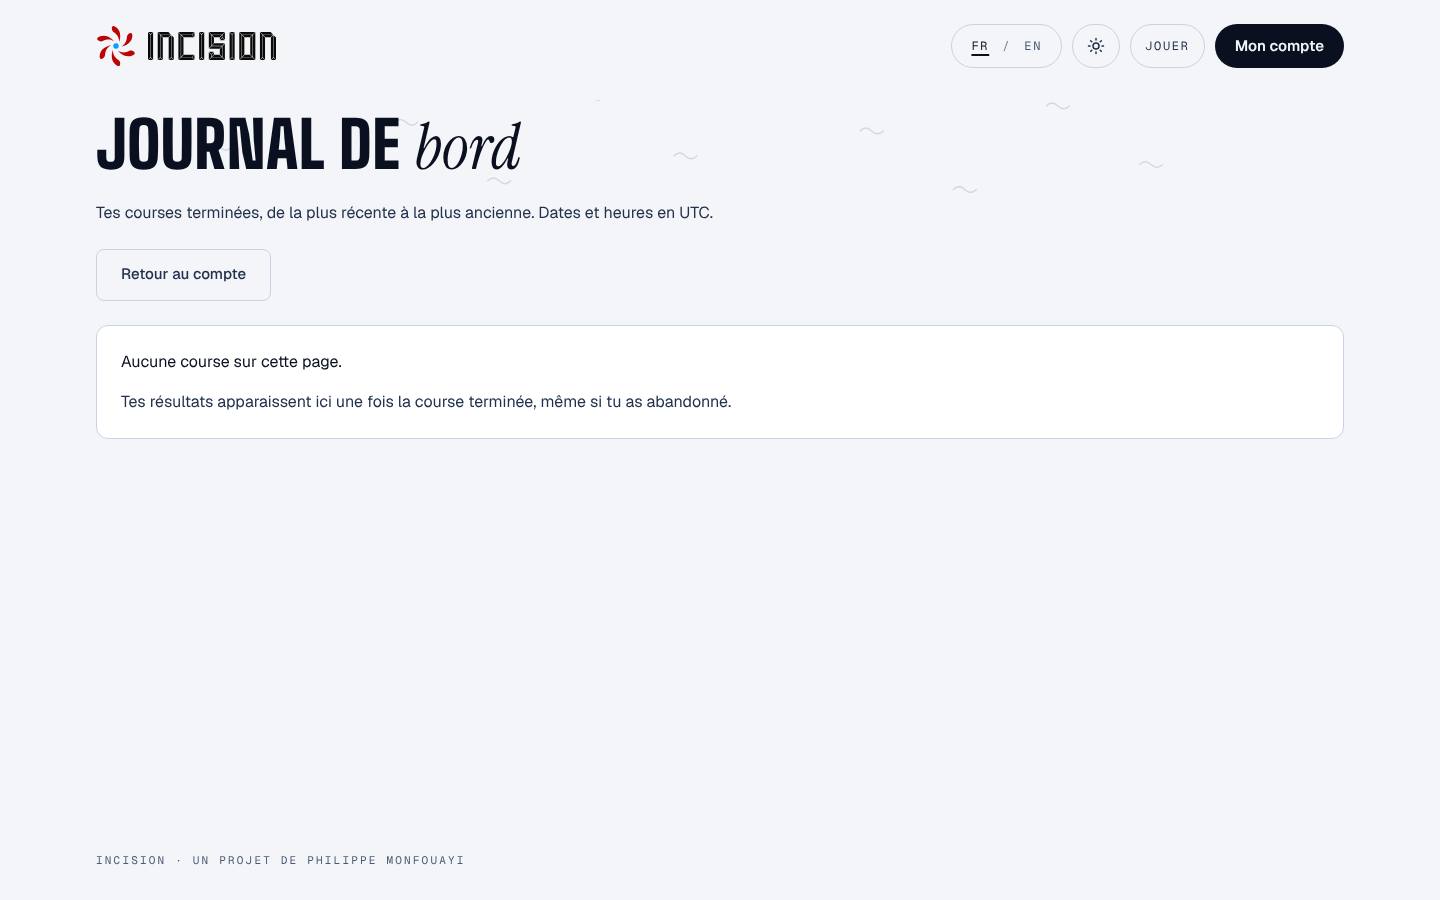 INCISION
FR / EN
JOUER
Mon compte
JOURNAL DE bord
Tes courses terminées, de la plus récente à la plus ancienne. Dates et heures en UTC.
Retour au compte
Aucune course sur cette page.
Tes résultats apparaissent ici une fois la course terminée, même si tu as abandonné.
INCISION · UN PROJET DE PHILIPPE MONFOUAYI